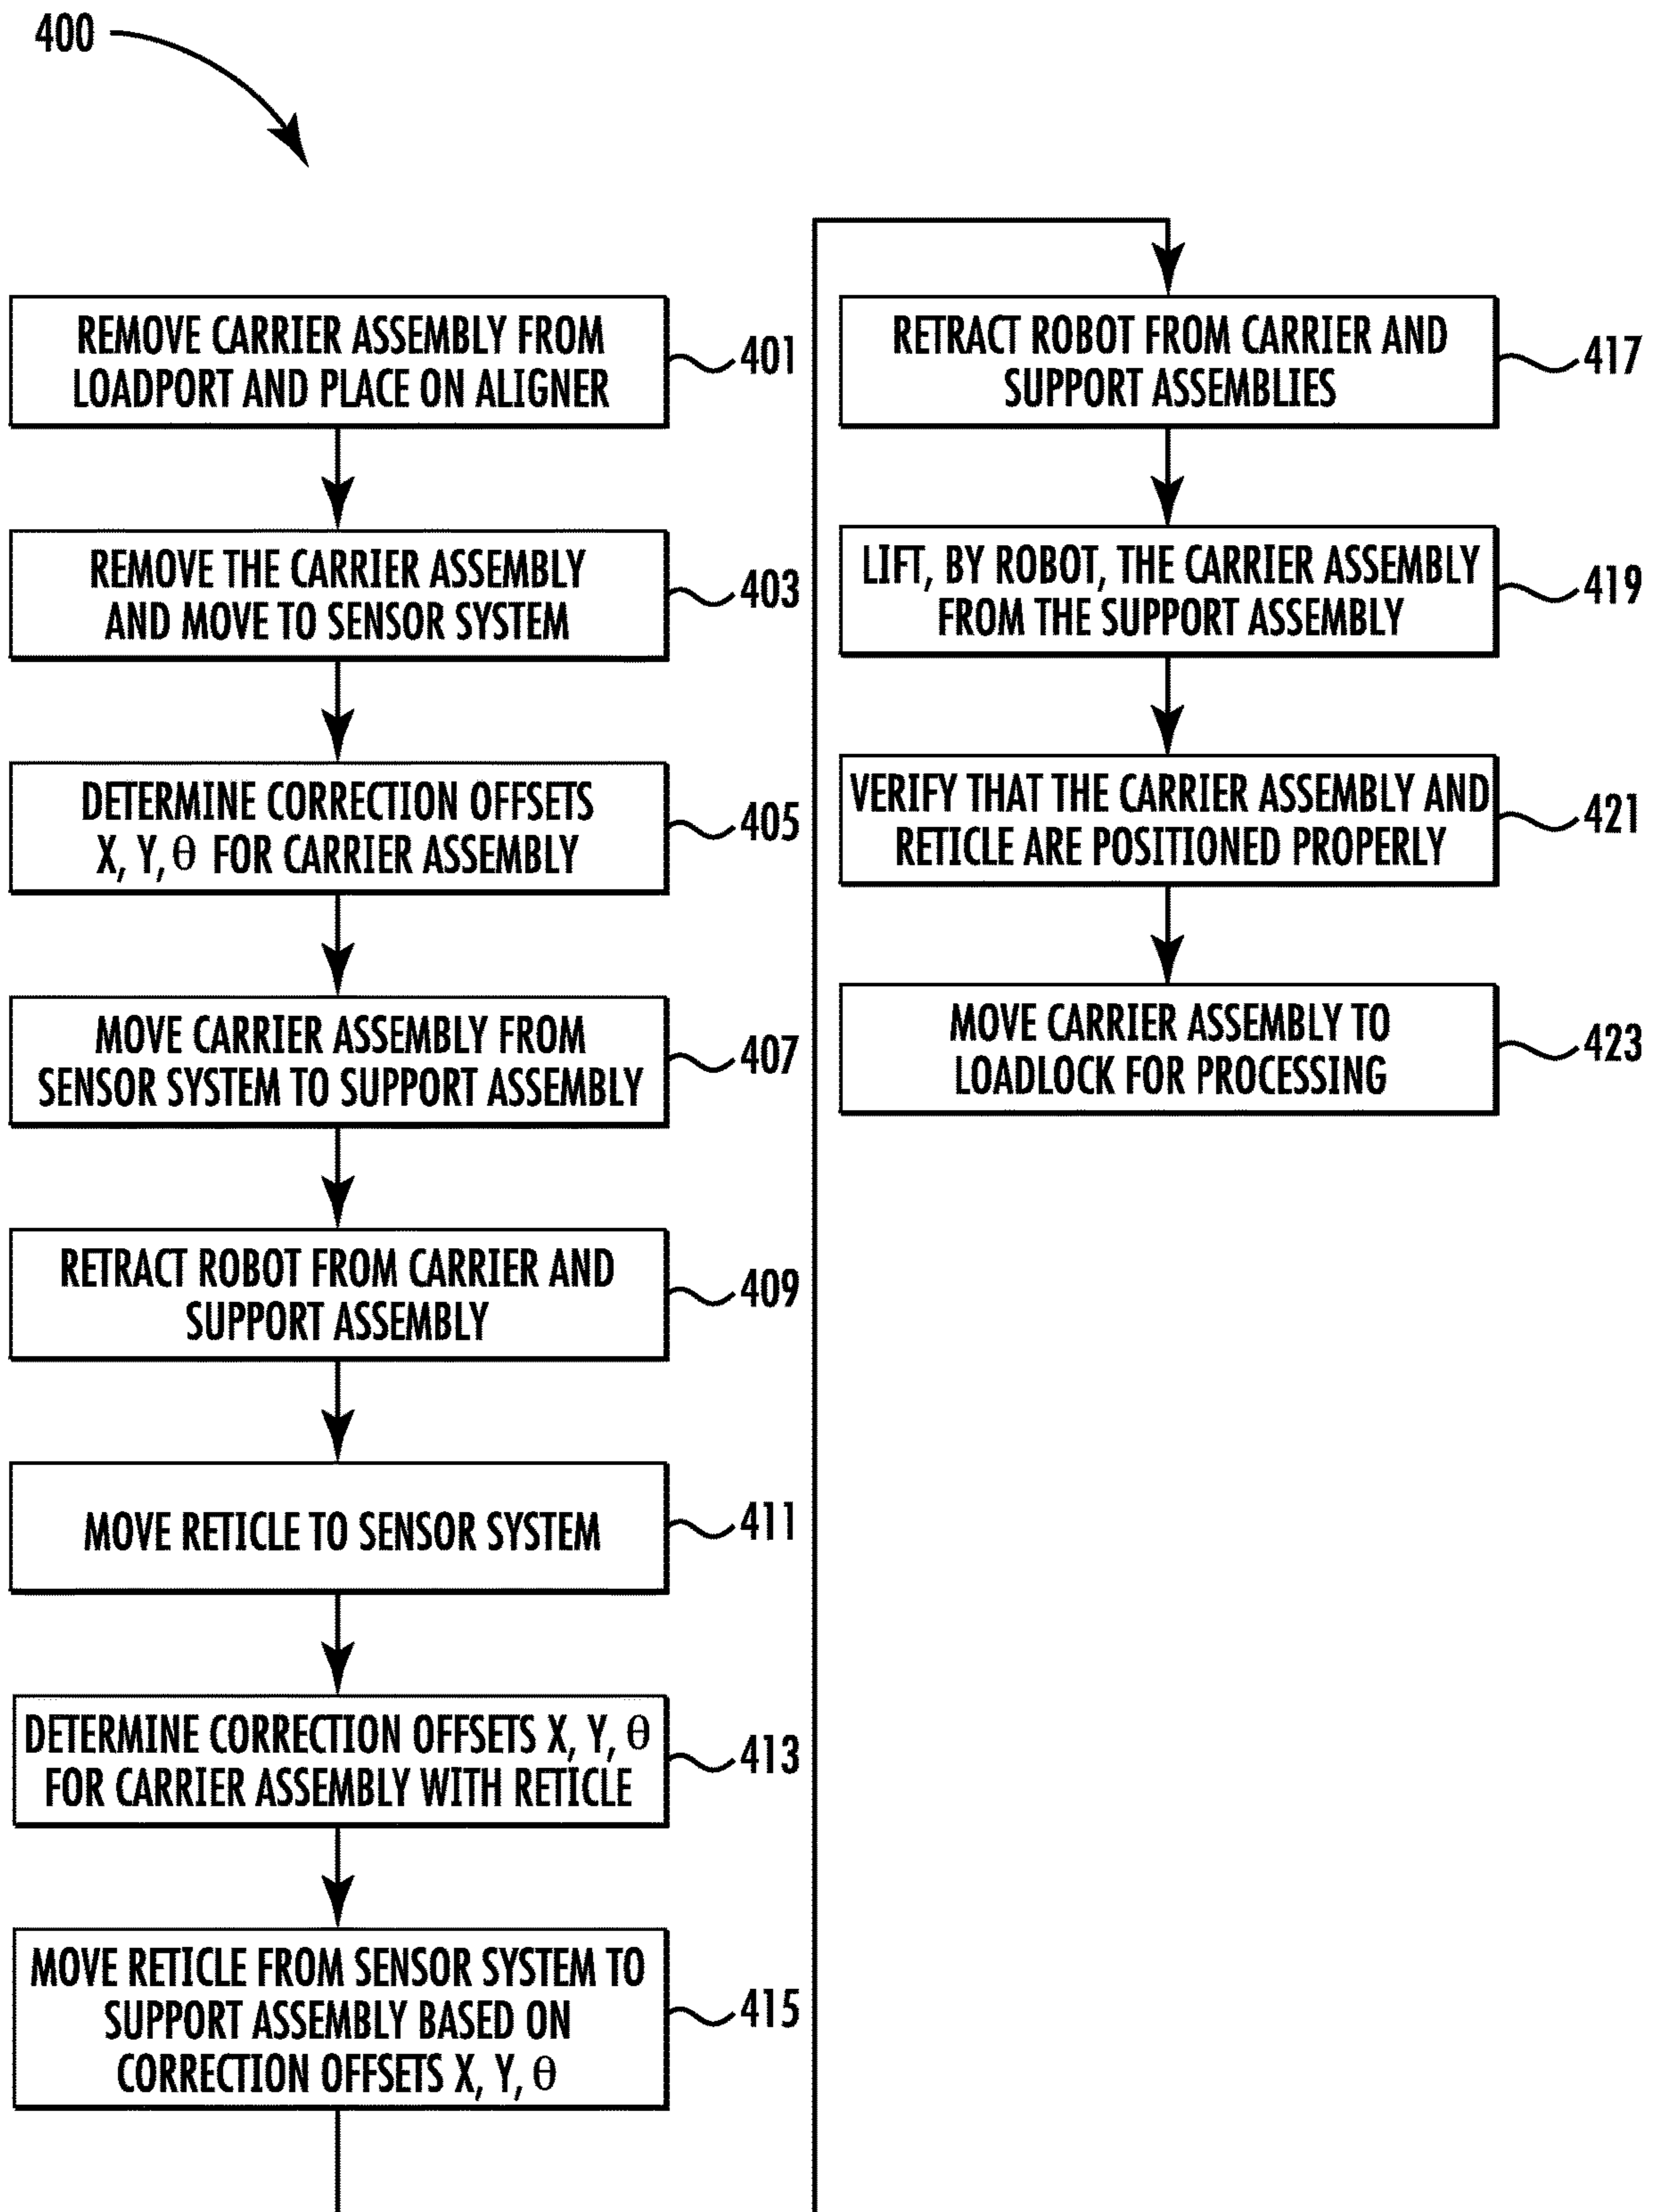 400
REMOVE CARRIER ASSEMBLY FROM
LOADPORT AND PLACE ON ALIGNER
401
REMOVE THE CARRIER ASSEMBLY
AND MOVE TO SENSOR SYSTEM
403
DETERMINE CORRECTION OFFSETS
X, Y, θ FOR CARRIER ASSEMBLY
405
MOVE CARRIER ASSEMBLY FROM
SENSOR SYSTEM TO SUPPORT ASSEMBLY
407
RETRACT ROBOT FROM CARRIER AND
SUPPORT ASSEMBLY
409
MOVE RETICLE TO SENSOR SYSTEM
411
DETERMINE CORRECTION OFFSETS X, Y, θ
FOR CARRIER ASSEMBLY WITH RETICLE
413
MOVE RETICLE FROM SENSOR SYSTEM TO
SUPPORT ASSEMBLY BASED ON
CORRECTION OFFSETS X, Y, θ
415
RETRACT ROBOT FROM CARRIER AND
SUPPORT ASSEMBLIES
417
LIFT, BY ROBOT, THE CARRIER ASSEMBLY
FROM THE SUPPORT ASSEMBLY
419
VERIFY THAT THE CARRIER ASSEMBLY AND
RETICLE ARE POSITIONED PROPERLY
421
MOVE CARRIER ASSEMBLY TO
LOADLOCK FOR PROCESSING
423